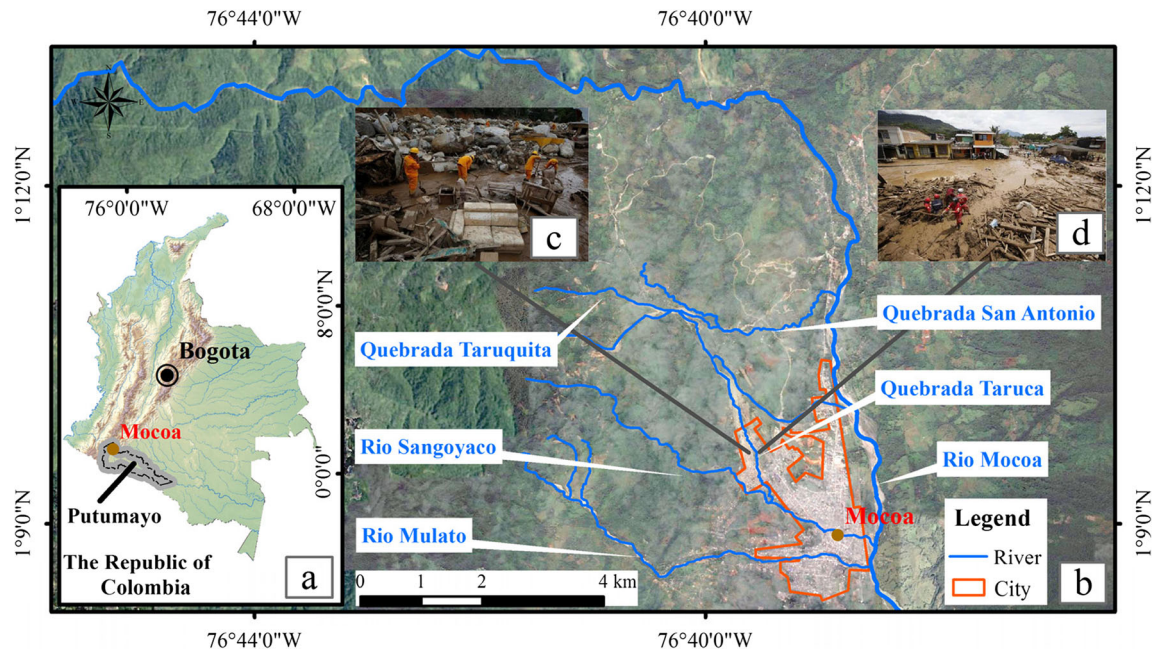 76°44'0"W
76°40'0"W
1°12'0"N
1°12'0"N
N
E
S
c
d
76°0'0"W
68°0'0"W
8°0'0"N
0°0'0"
Bogota
Mocoa
Putumayo
The Republic of
Colombia
a
Quebrada Taruquita
Quebrada San Antonio
Quebrada Taruca
Rio Sangoyaco
Rio Mocoa
Rio Mulato
Mocoa
Legend
River
City
b
0
1
2
4 km
1°9'0"N
1°9'0"N
76°44'0"W
76°40'0"W